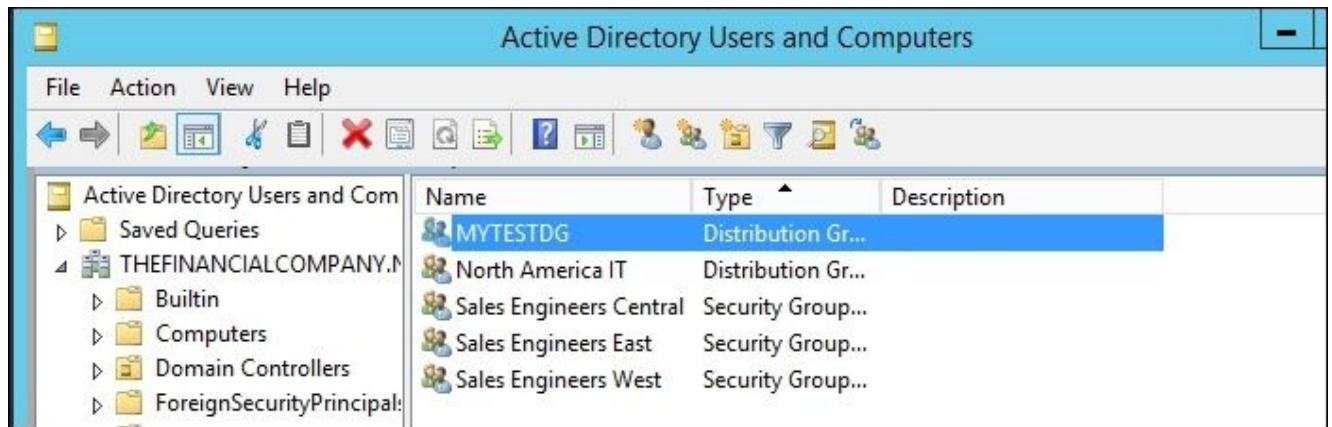 Active Directory Users and Computers
File Action View Help
Active Directory Users and Com
Saved Queries
THEFINANCIALCOMPANY.N
Builtin
Computers
Domain Controllers
ForeignSecurityPrincipals
Name Type Description
MYTESTDG Distribution Gr...
North America IT Distribution Gr...
Sales Engineers Central Security Group...
Sales Engineers East Security Group...
Sales Engineers West Security Group...